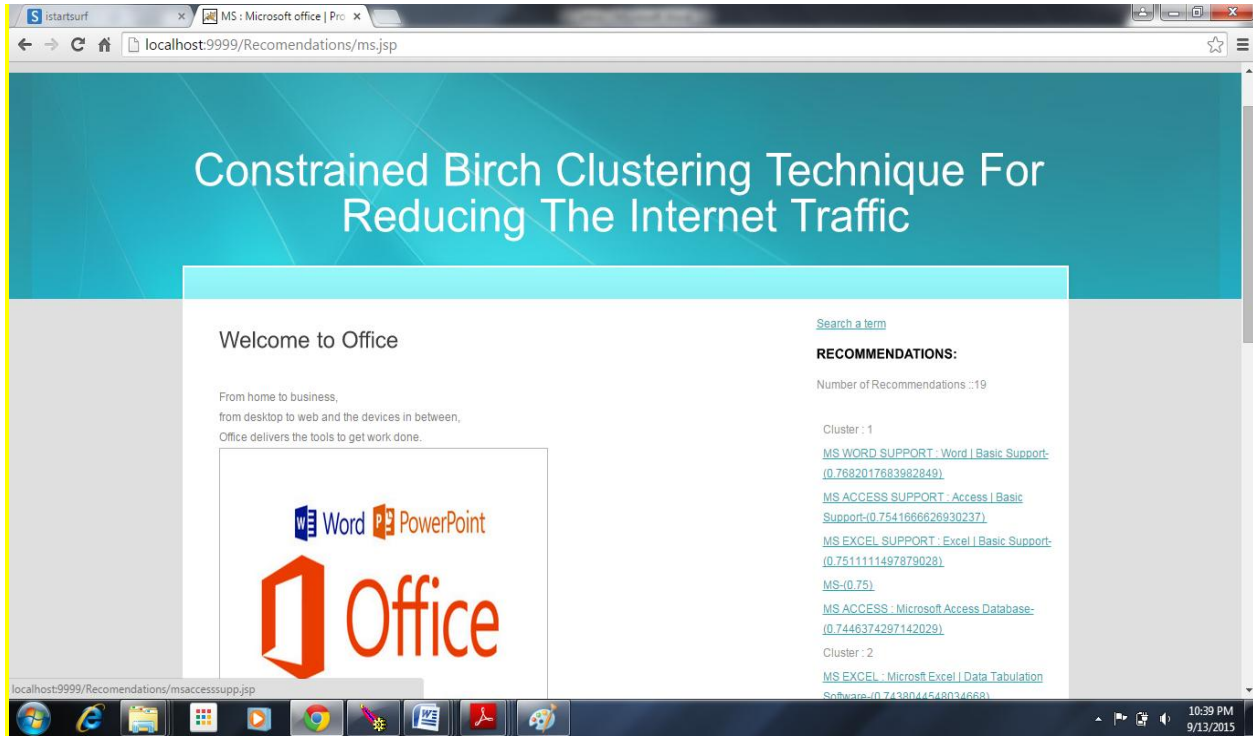 S istartsurf
MS : Microsoft office | Pro
localhost:9999/Recomendations/ms.jsp
Constrained Birch Clustering Technique For
Reducing The Internet Traffic
Welcome to Office
From home to business,
from desktop to web and the devices in between,
Office delivers the tools to get work done.
Word PowerPoint
Office
Search a term
RECOMMENDATIONS:
Number of Recommendations ::19
Cluster : 1
MS WORD SUPPORT : Word | Basic Support-
(0.7682017683982849)
MS ACCESS SUPPORT : Access | Basic
Support-(0.7541666626930237)
MS EXCEL SUPPORT : Excel | Basic Support-
(0.7511111497879028)
MS-(0.75)
MS ACCESS : Microsoft Access Database-
(0.7446374297142029)
Cluster : 2
MS EXCEL : Microsft Excel | Data Tabulation
Software-(0.7438044548034668)
localhost:9999/Recomendations/msaccesssupp.jsp
10:39 PM
9/13/2015